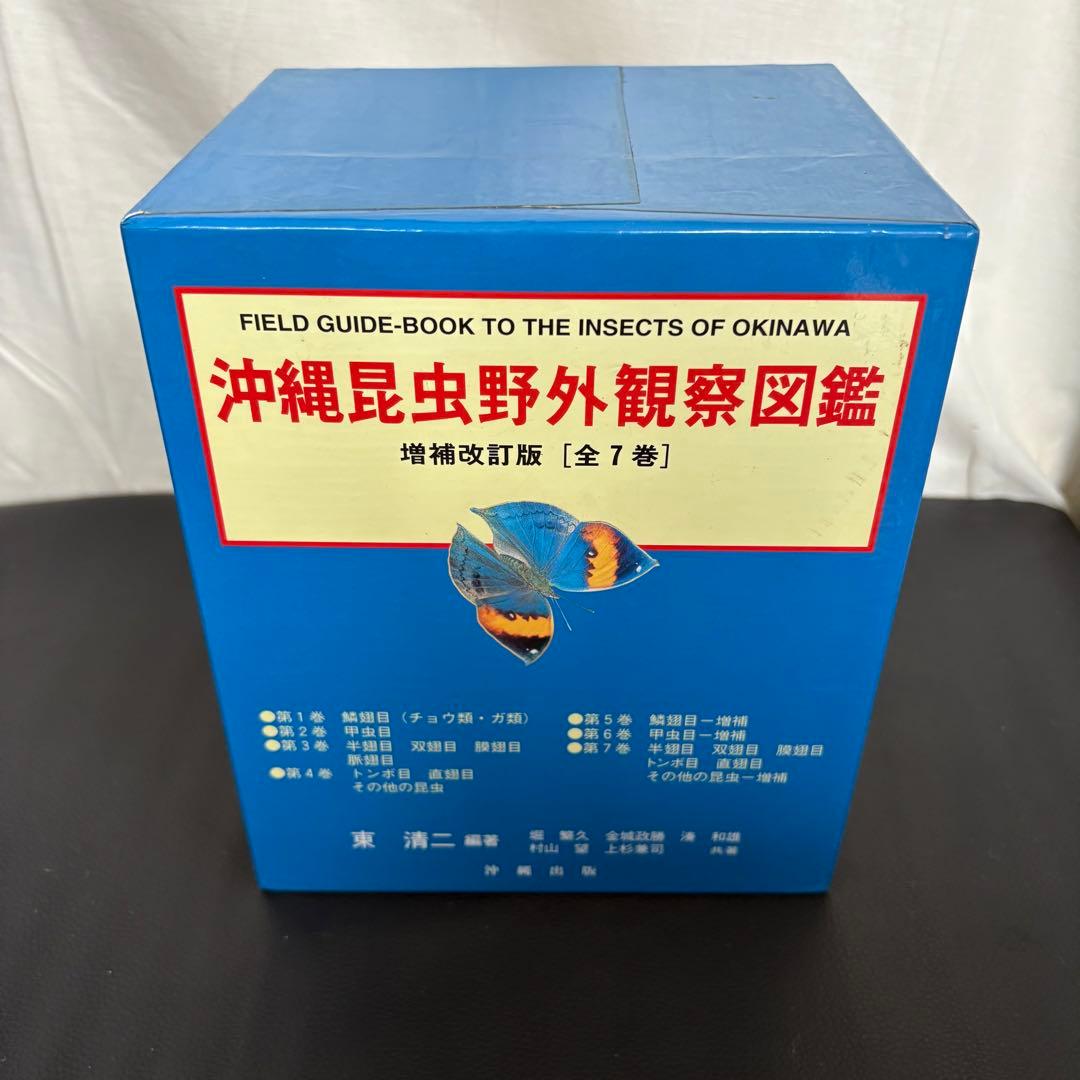 FIELD GUIDE-BOOK TO THE INSECTS OF OKINAWA
沖縄昆虫野外観察図鑑
増補改訂版 [全7巻]
●第1巻 鱗翅目(チョウ類・ガ類)
●第2巻 甲虫目
●第3巻 半翅目 双翅目 膜翅目
脈翅目
●第4巻 トンボ目 直翅目
その他の昆虫
●第5巻 鱗翅目ー増補
●第6巻 甲虫目ー増補
●第7巻 半翅目 双翅目 膜翅目
トンボ目 直翅目
その他の昆虫ー増補
東 清二 編著
堀 繁久 金城政勝 湊 和雄
村山 望 上杉兼司 共著
沖縄出版